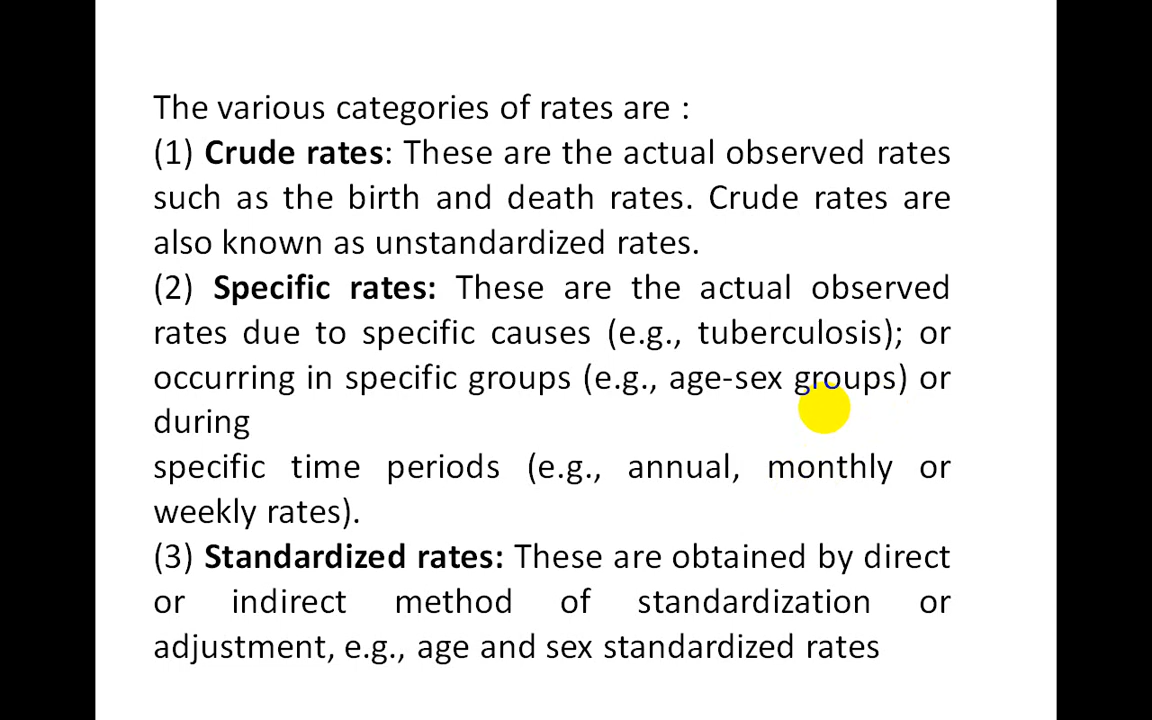 The various categories of rates are :
(1) Crude rates: These are the actual observed rates
such as the birth and death rates. Crude rates are
also known as unstandardized rates.
(2) Specific rates: These are the actual observed
rates due to specific causes (e.g., tuberculosis); or
occurring in specific groups (e.g., age-sex groups) or
during
specific time periods (e.g., annual, monthly or
weekly rates).
(3) Standardized rates: These are obtained by direct
or indirect method of standardization or
adjustment, e.g., age and sex standardized rates